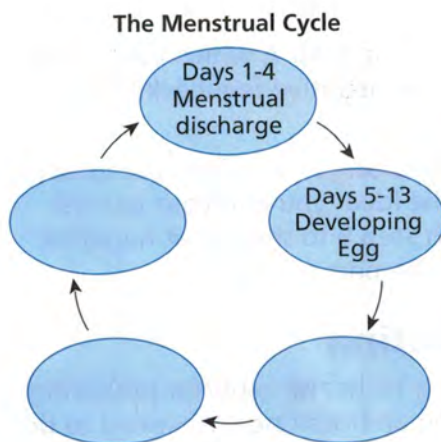 The Menstrual Cycle
Days 1-4
Menstrual
discharge
Days 5-13
Developing
Egg